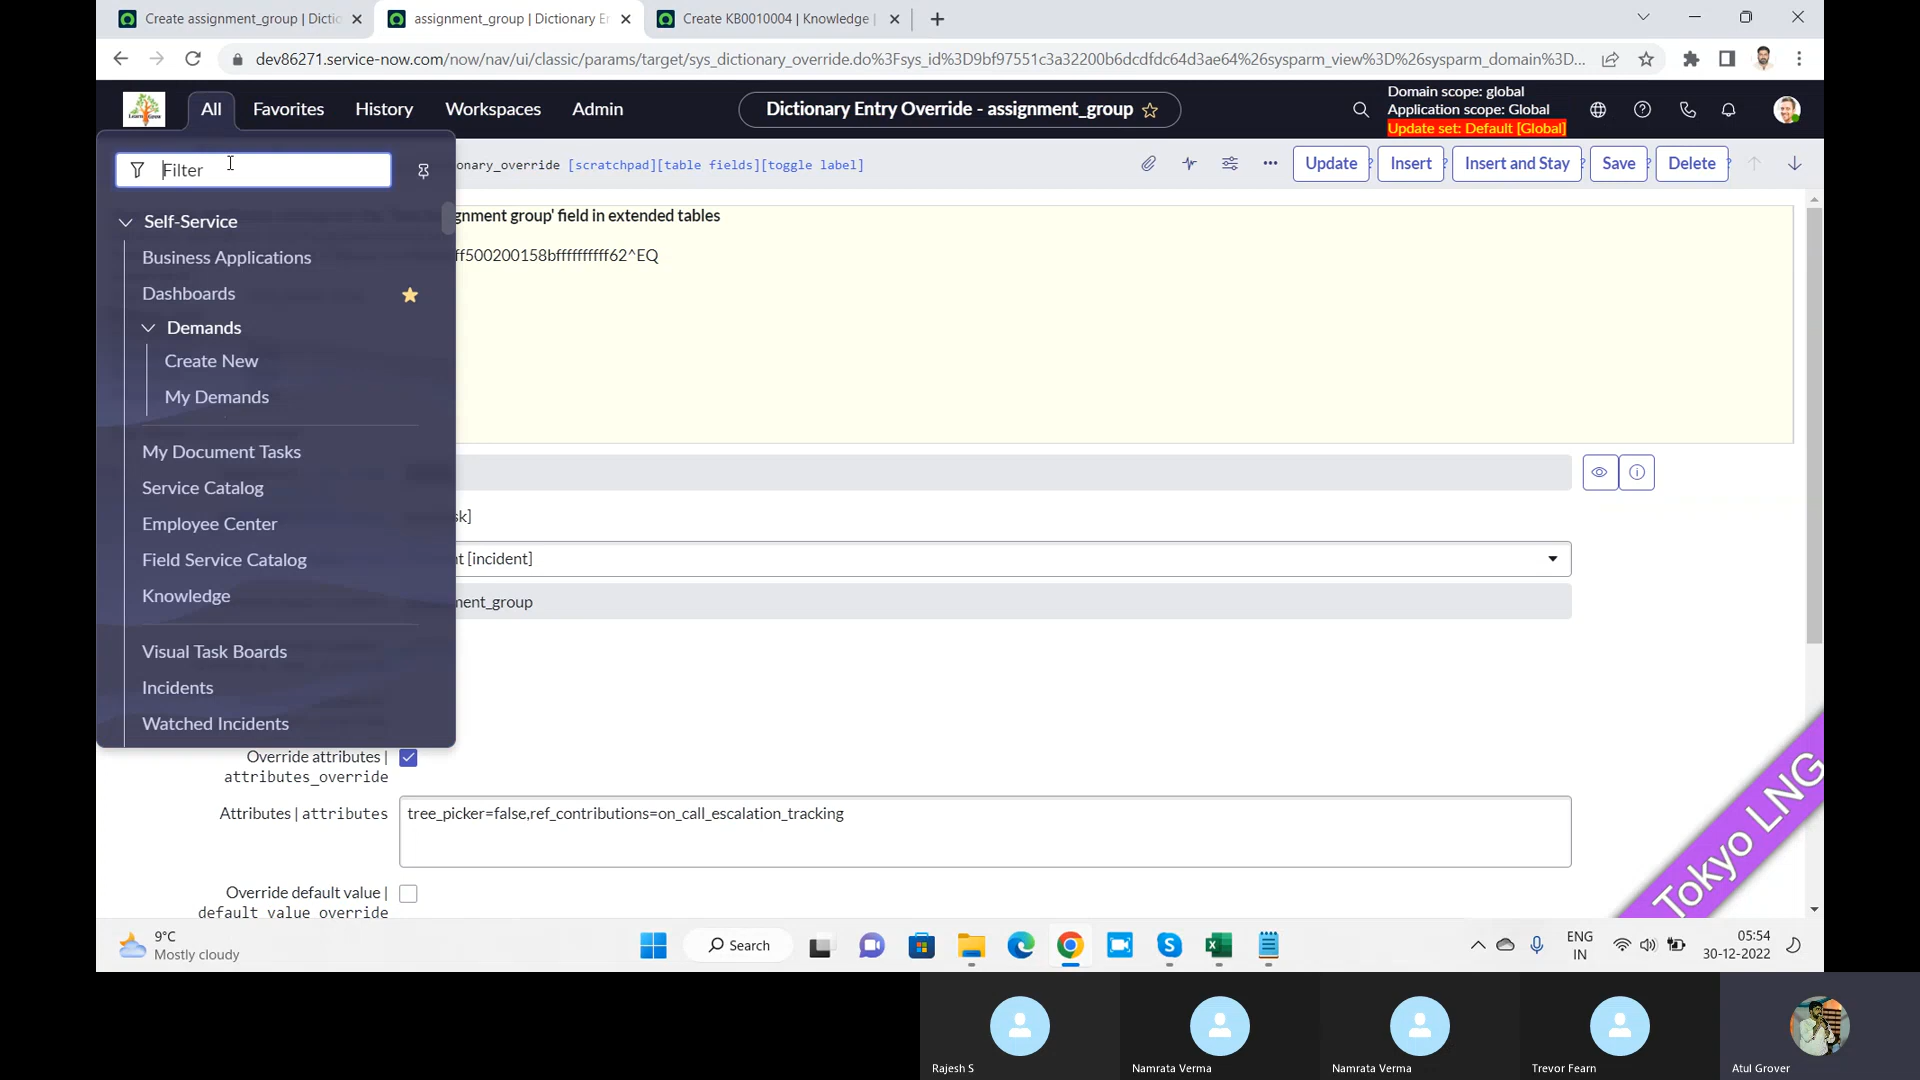 Create assignment_group | Dictic
assignment_group | Dictionary Er
Create KB0010004 | Knowledge
dev86271.service-now.com/now/nav/ui/classic/params/target/sys_dictionary_override.do%3Fsys_id%3D9bf97551c3a32200b6dcdfdc64d3ae64%26sysparm_view%3D%26sysparm_domain%3D...
All
Favorites
History
Workspaces
Admin
Dictionary Entry Override - assignment_group
Domain scope: global
Application scope: Global
Update set: Default [Global]
Filter
onary_override [scratchpad][table fields][toggle label]
Update
Insert
Insert and Stay
Save
Delete
Self-Service
Business Applications
Dashboards
Demands
Create New
My Demands
My Document Tasks
Service Catalog
Employee Center
Field Service Catalog
Knowledge
Visual Task Boards
Incidents
Watched Incidents
gnment group' field in extended tables
ff500200158bffffffffff62^EQ
sk]
t [incident]
ment_group
Override attributes |
attributes_override
Attributes | attributes
tree_picker=false,ref_contributions=on_call_escalation_tracking
Override default value |
default value override
Tokyo LNG
9°C
Mostly cloudy
Search
ENG
IN
05:54
30-12-2022
Rajesh S
Namrata Verma
Namrata Verma
Trevor Fearn
Atul Grover